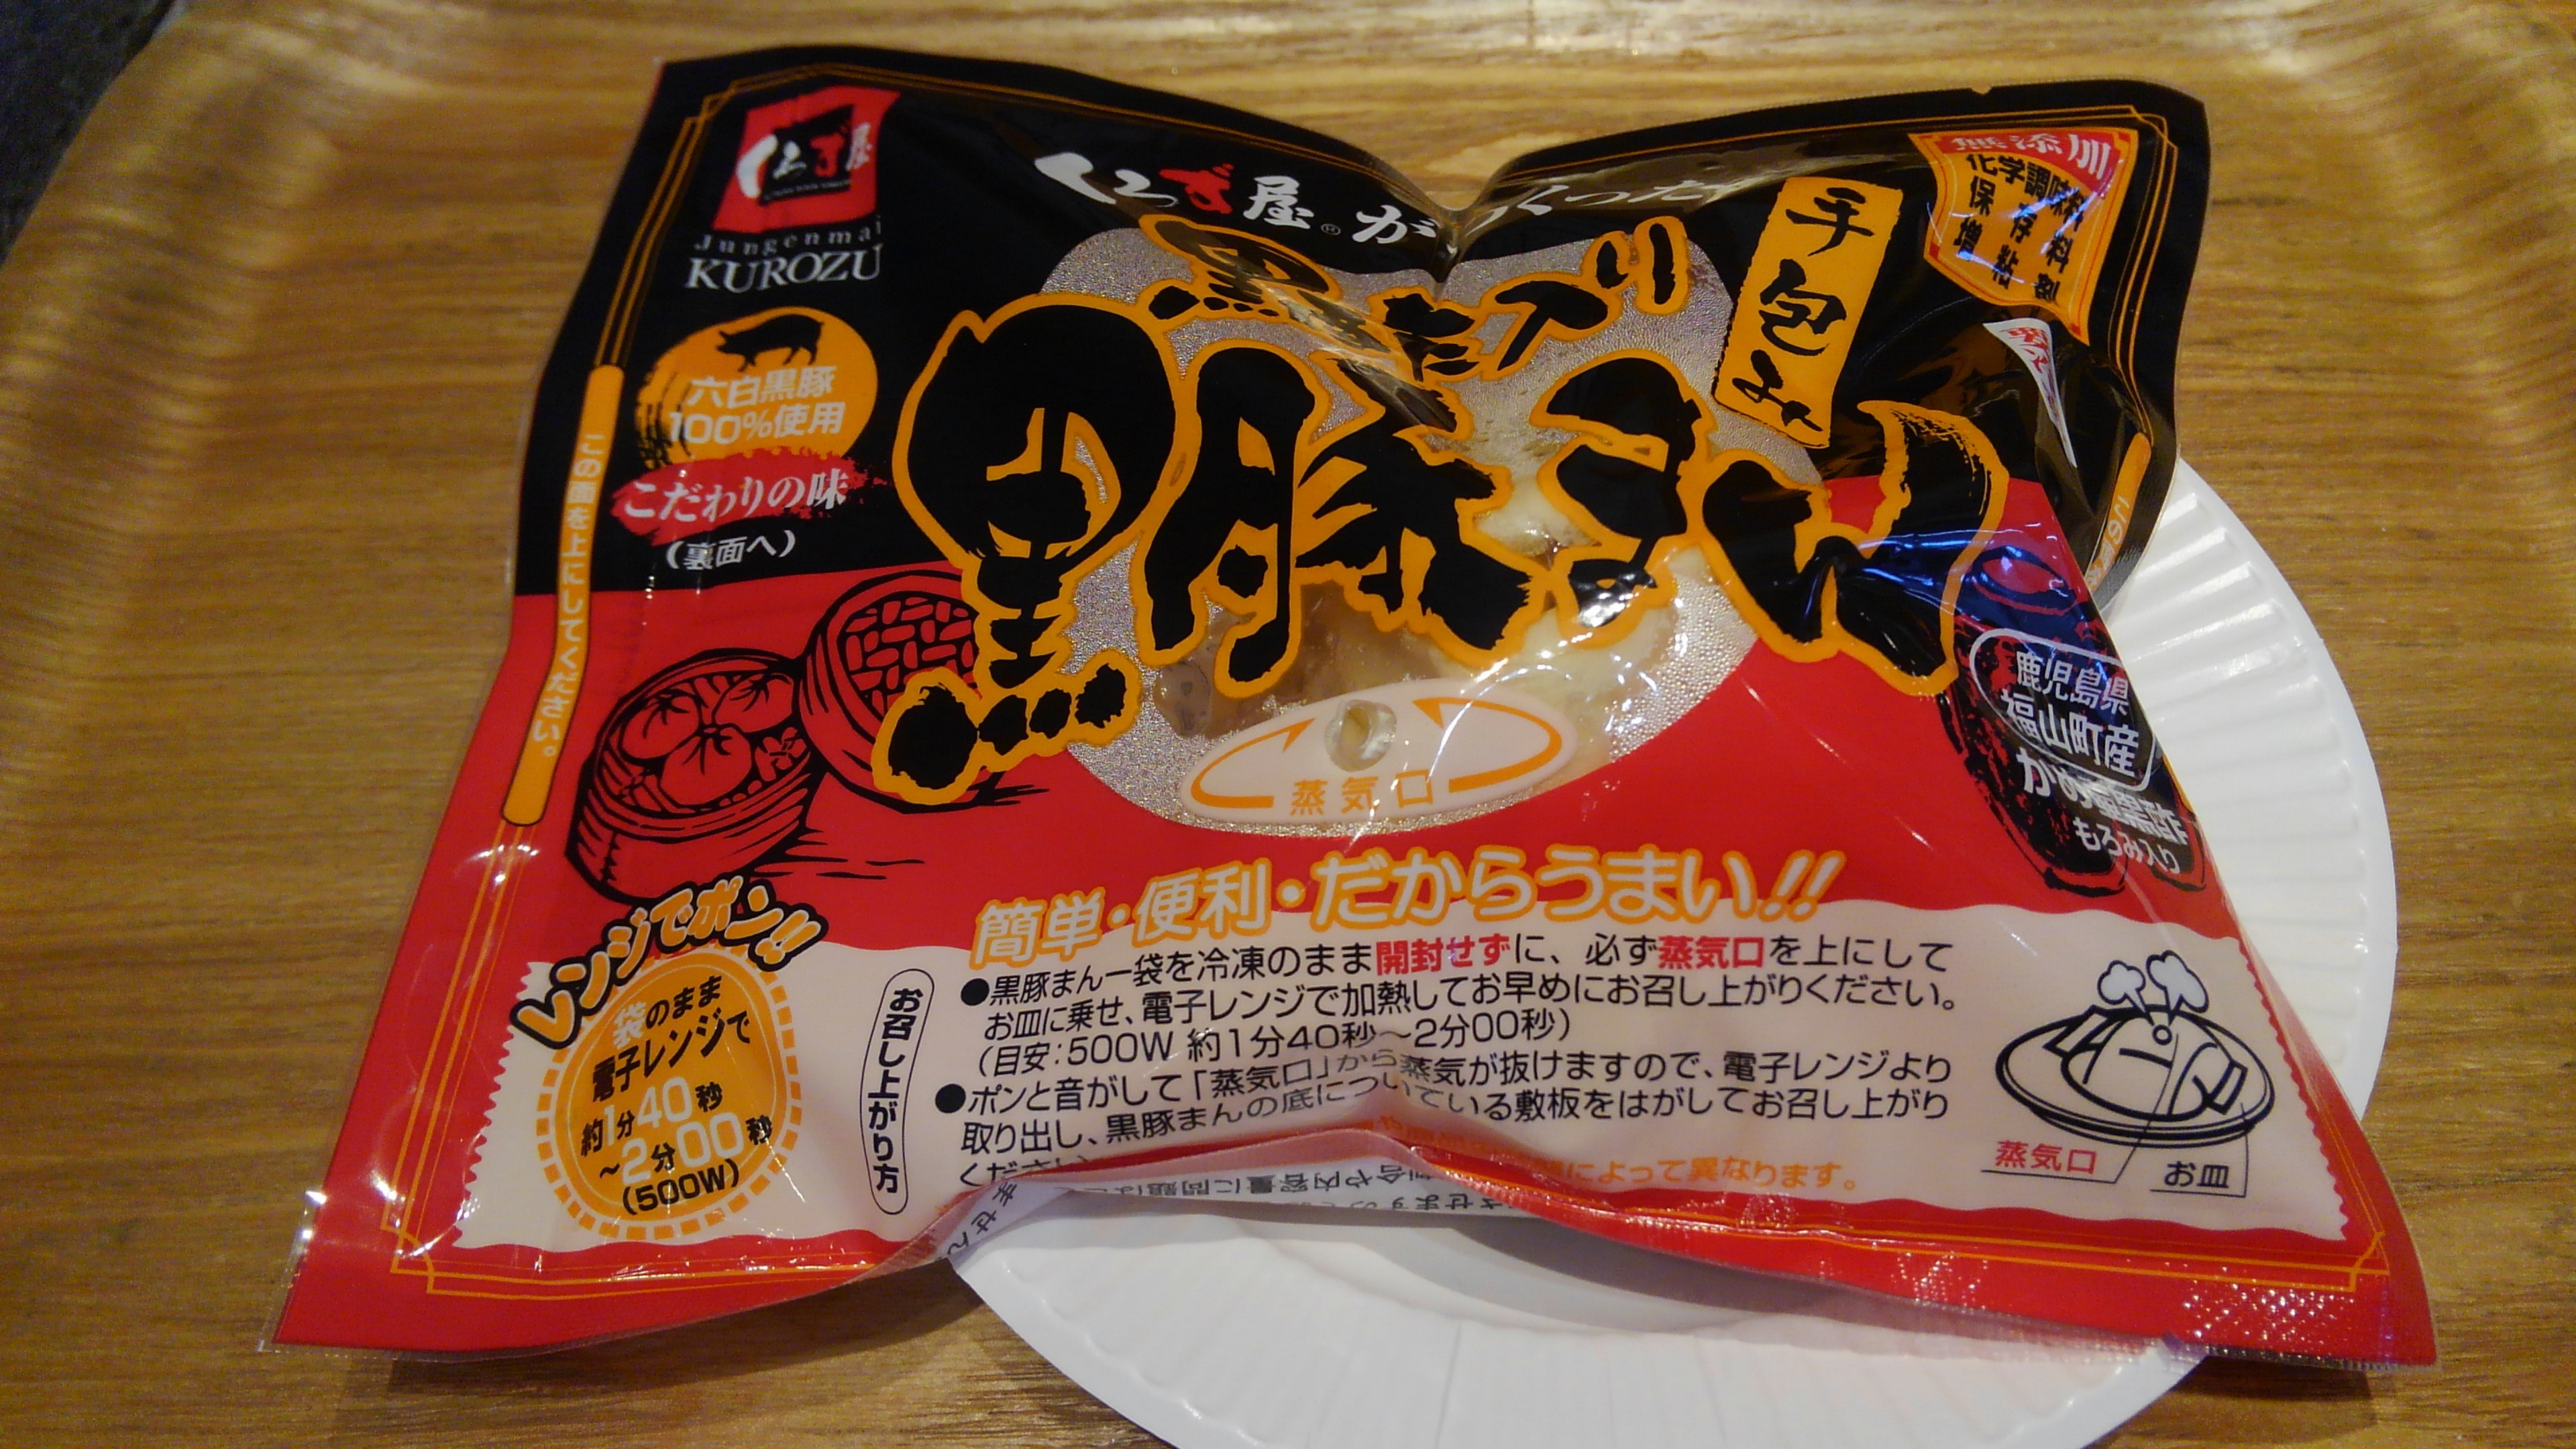 くろず屋
Jungenmai
KUROZU
くろず屋®がつくった
黒ぶた
黒豚まん
手包み
無添加
化学調味料
保存料
増粘剤
六白黒豚
100%使用
こだわりの味
(裏面へ)
この面を上にしてください。
蒸気口
鹿児島県
福山町産
かめ壺黒酢
もろみ入り
簡単・便利・だからうまい!!
レンジでポン!!
袋のまま
電子レンジで
約1分40秒
～2分00秒
(500W)
お召し上がり方
●黒豚まん一袋を冷凍のまま開封せずに、必ず蒸気口を上にして
お皿に乗せ、電子レンジで加熱してお早めにお召し上がりください。
(目安:500W 約1分40秒～2分00秒)
●ポンと音がして「蒸気口」から蒸気が抜けますので、電子レンジより
取り出し、黒豚まんの底についている敷板をはがしてお召し上がり
ください
によって異なります。
蒸気口
お皿
ません